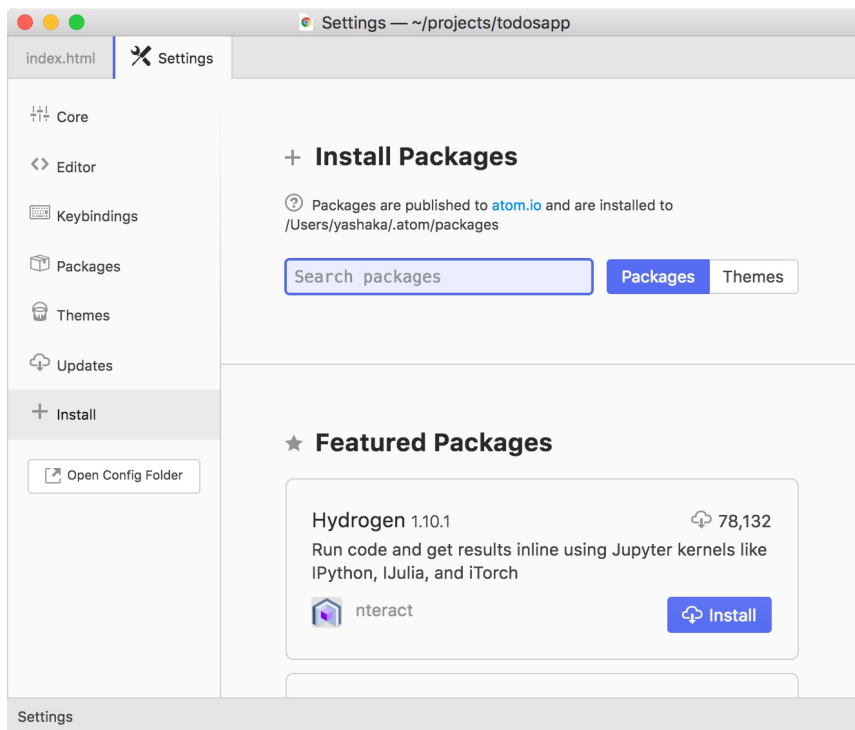 Settings — ~/projects/todosapp
index.html
Settings
Core
Editor
Keybindings
Packages
Themes
Updates
Install
Open Config Folder
Install Packages
Packages are published to atom.io and are installed to
/Users/yashaka/.atom/packages
Search packages
Packages Themes
Featured Packages
Hydrogen 1.10.1 78,132
Run code and get results inline using Jupyter kernels like
IPython, IJulia, and iTorch
nteract Install
Settings